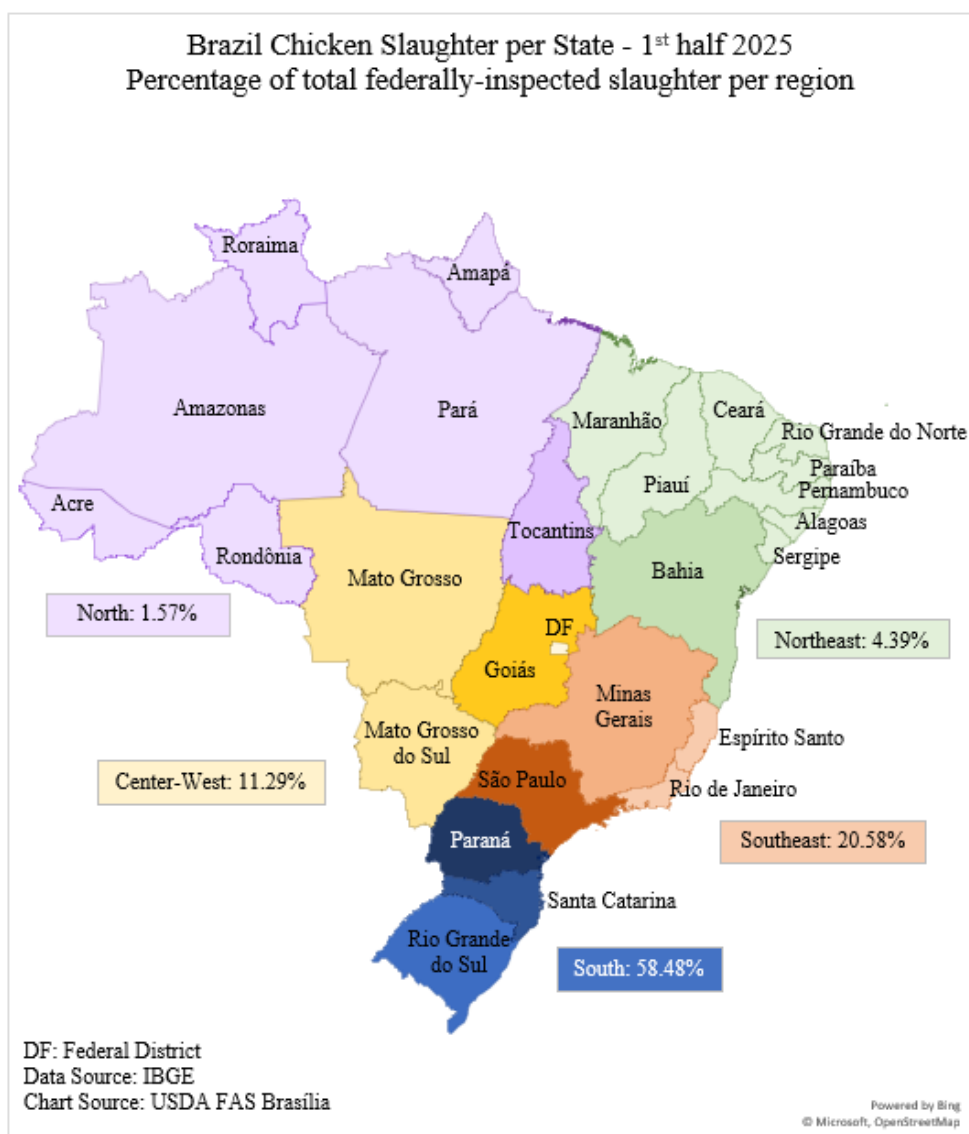 Brazil Chicken Slaughter per State - 1st half 2025
Percentage of total federally-inspected slaughter per region
Roraima
Amapá
Amazonas
Pará
Maranhão
Ceará
Rio Grande do Norte
Paraíba
Piauí
Pernambuco
Acre
Alagoas
Tocantins
Rondônia
Sergipe
Mato Grosso
Bahia
North: 1.57%
DF
Northeast: 4.39%
Goiás
Minas
Gerais
Mato Grosso
do Sul
Espírito Santo
Center-West: 11.29%
São Paulo
Rio de Janeiro
Paraná
Southeast: 20.58%
Santa Catarina
Rio Grande
do Sul
South: 58.48%
DF: Federal District
Data Source: IBGE
Chart Source: USDA FAS Brasília
Powered by Bing
© Microsoft, OpenStreetMap